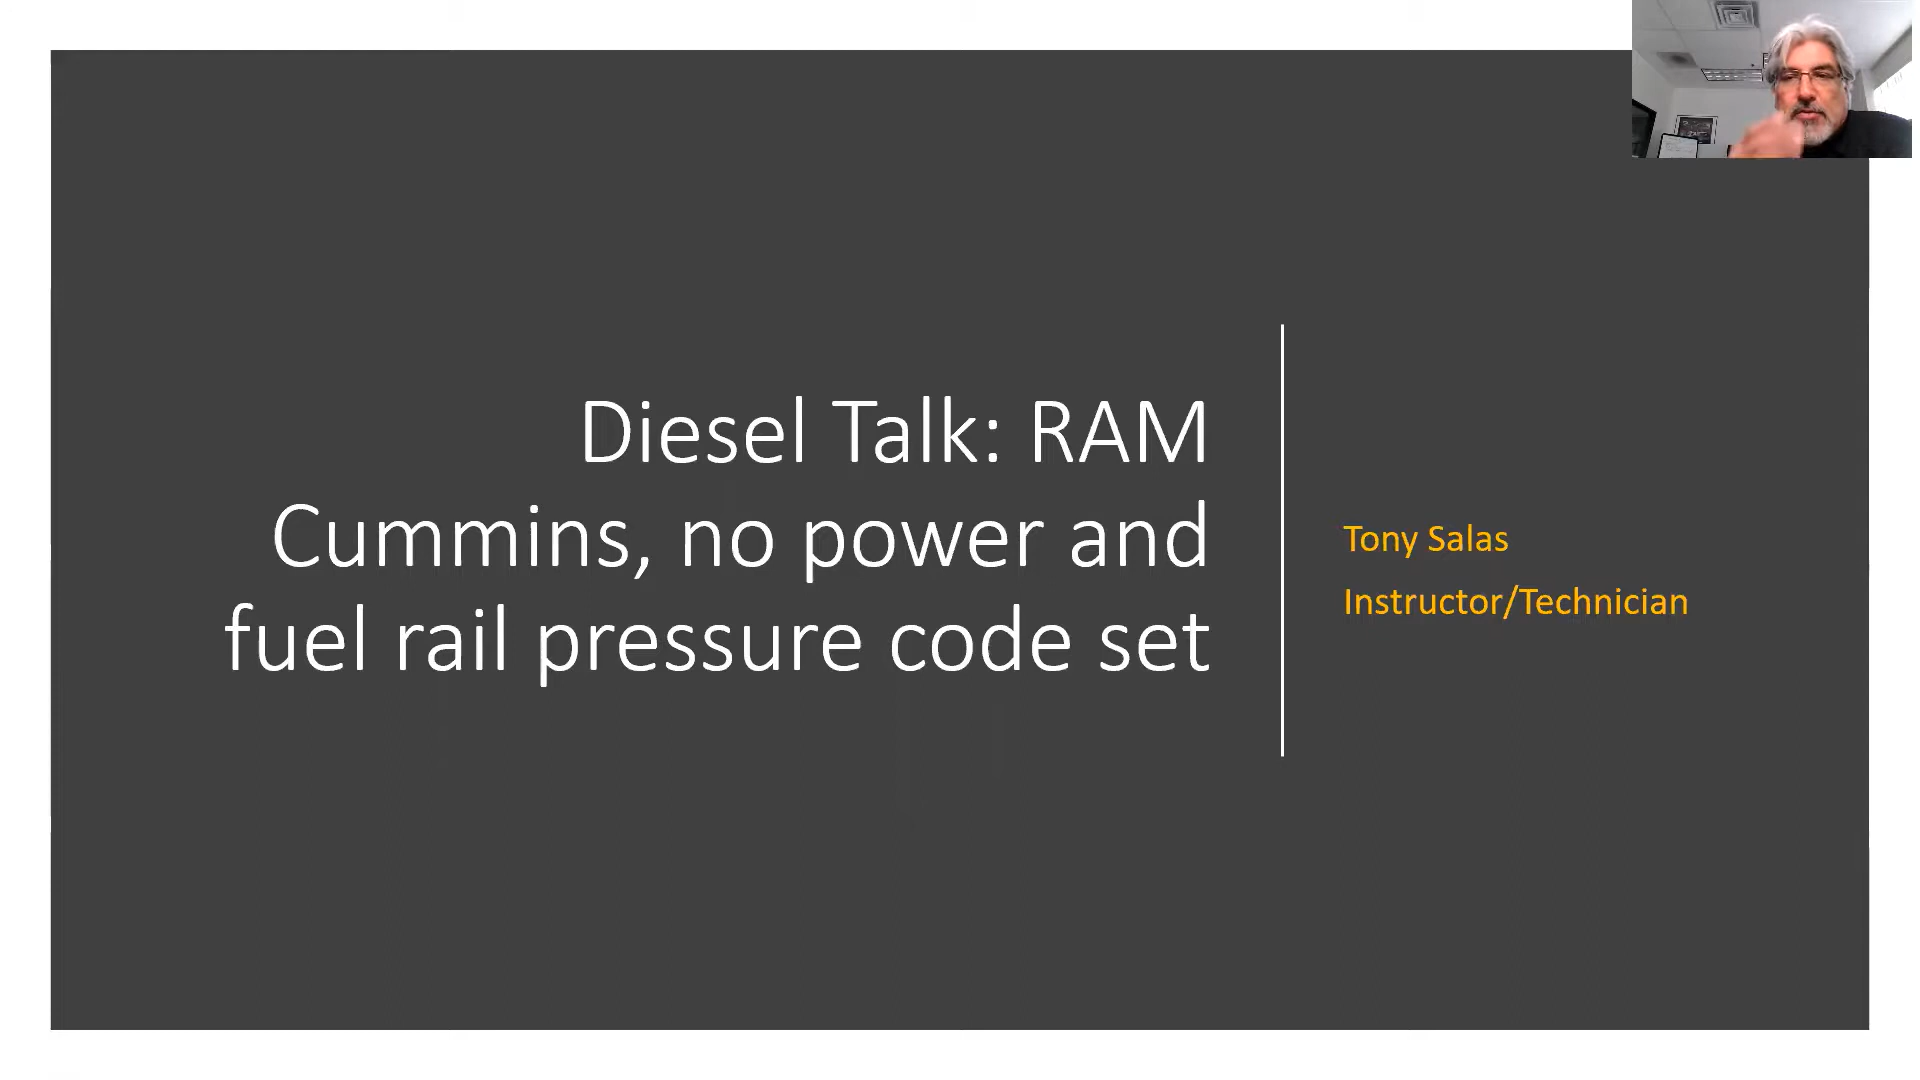 Diesel Talk: RAM
Cummins, no power and
fuel rail pressure code set
Tony Salas
Instructor/Technician